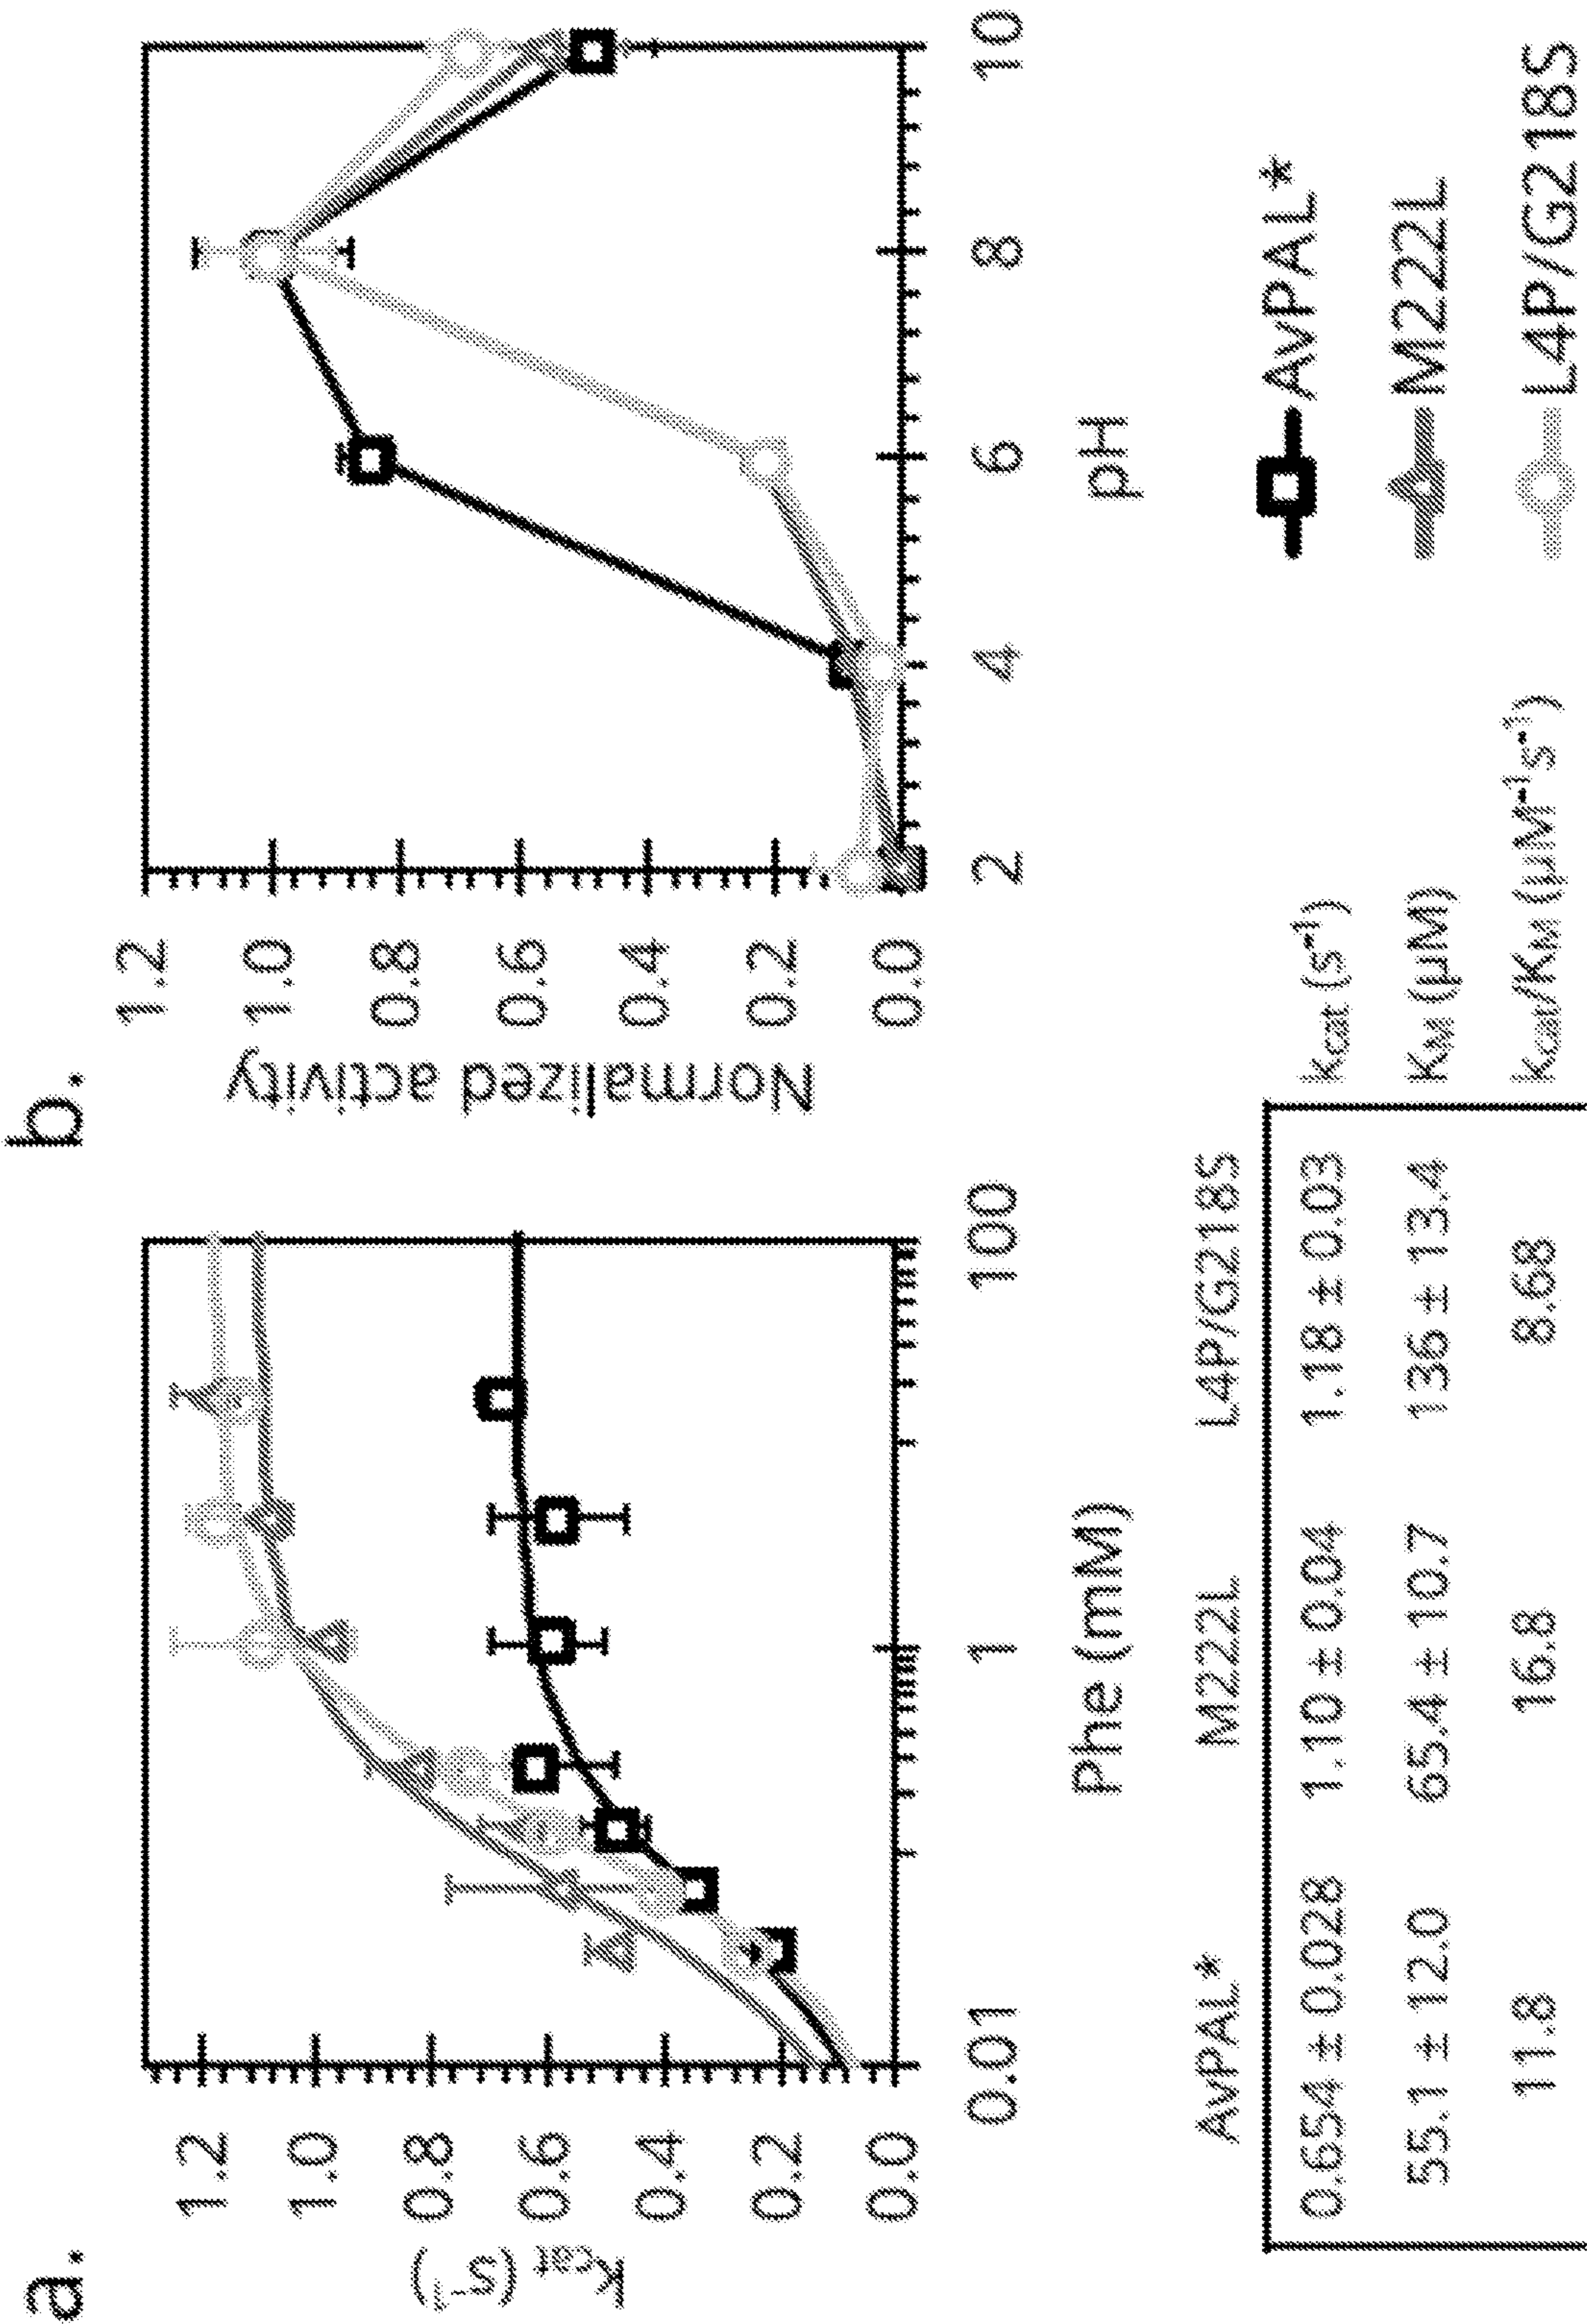 a.
K_cat (s⁻¹)
1.2
1.0
0.8
0.6
0.4
0.2
0.0
0.01
1
100
Phe (mM)
b.
Normalized activity
1.2
1.0
0.8
0.6
0.4
0.2
0.0
2
4
6
8
10
pH
AvPAL*
M222L
L4P/G218S
AvPAL* M222L L4P/G218S
0.654 ± 0.028 1.10 ± 0.04 1.18 ± 0.03 kcat (s⁻¹)
55.1 ± 12.0 65.4 ± 10.7 136 ± 13.4 KM (µM)
11.8 16.8 8.68 kcat/KM (µM⁻¹s⁻¹)